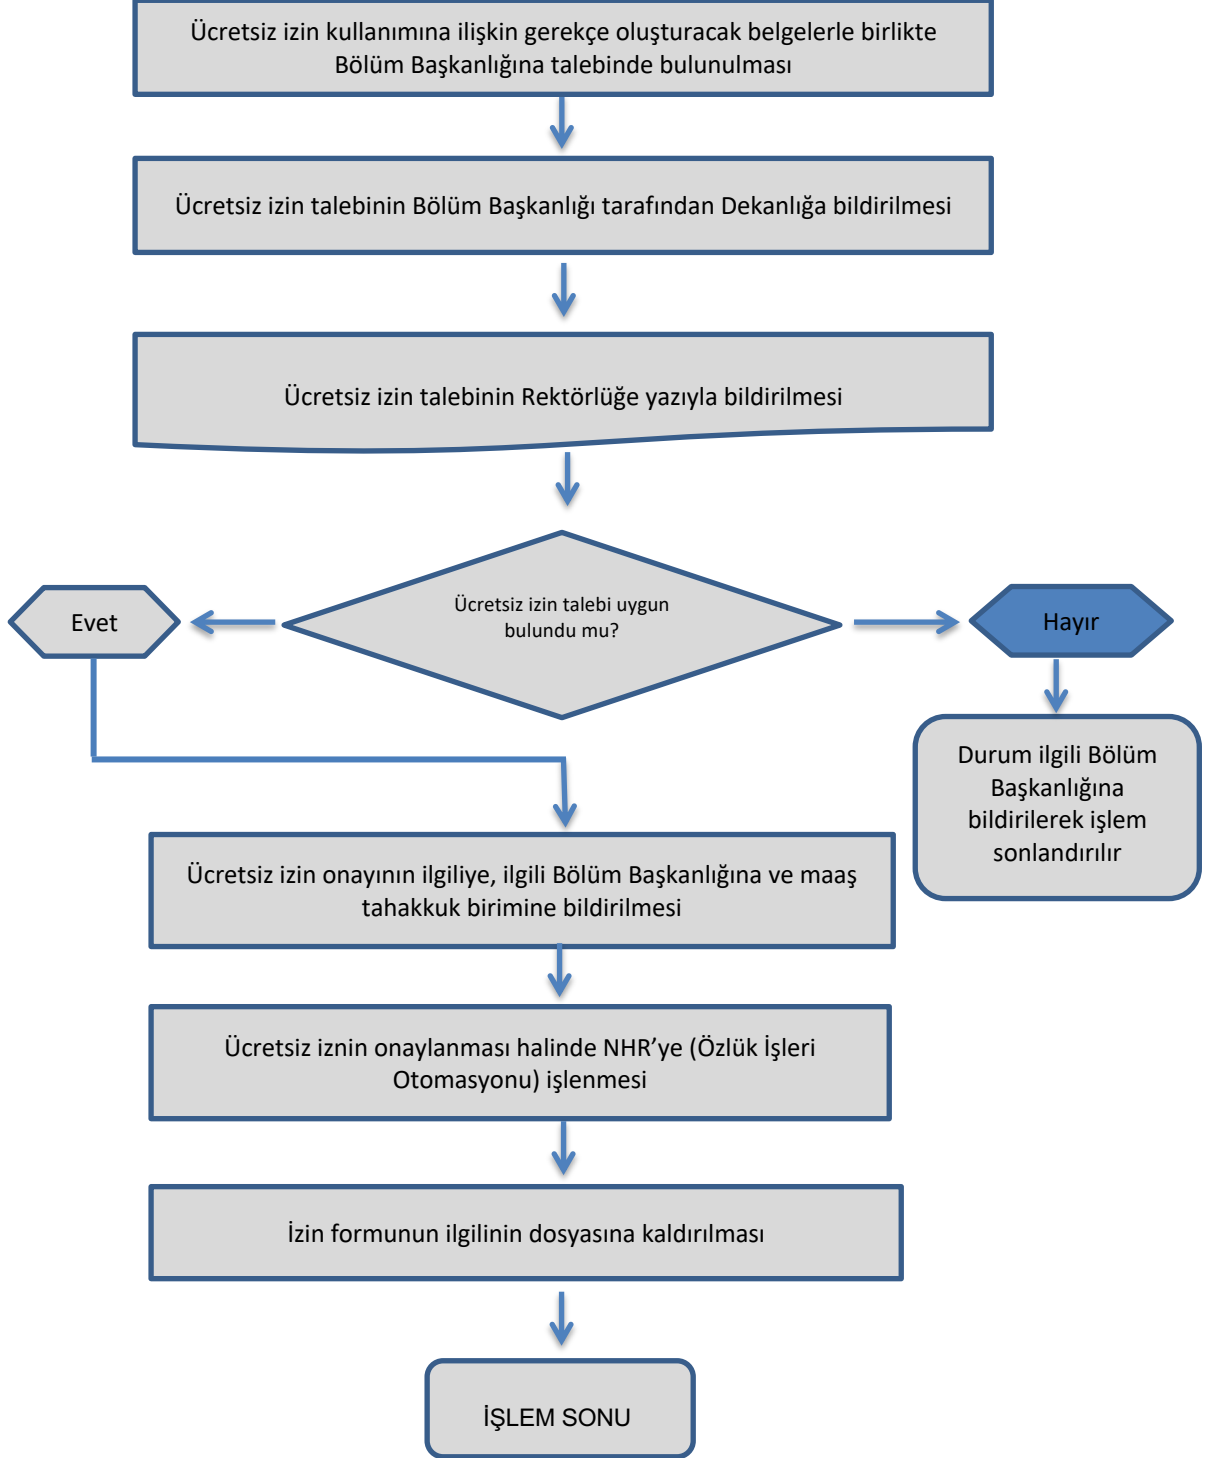 Ücretsiz izin kullanımına ilişkin gerekçe oluşturacak belgelerle birlikte
Bölüm Başkanlığına talebinde bulunulması
Ücretsiz izin talebinin Bölüm Başkanlığı tarafından Dekanlığa bildirilmesi
Ücretsiz izin talebinin Rektörlüğe yazıyla bildirilmesi
Ücretsiz izin talebi uygun
bulundu mu?
Evet
Hayır
Durum ilgili Bölüm
Başkanlığına
bildirilerek işlem
sonlandırılır
Ücretsiz izin onayının ilgiliye, ilgili Bölüm Başkanlığına ve maaş
tahakkuk birimine bildirilmesi
Ücretsiz iznin onaylanması halinde NHR’ye (Özlük İşleri
Otomasyonu) işlenmesi
İzin formunun ilgilinin dosyasına kaldırılması
İŞLEM SONU